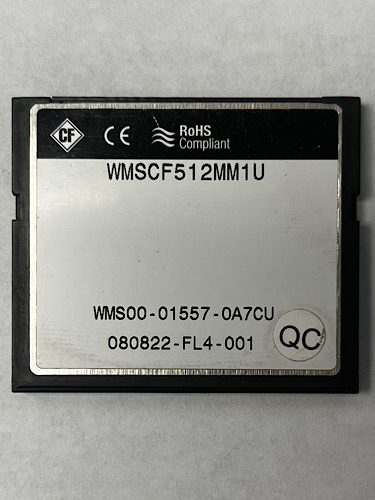 CF CE RoHS
Compliant
WMSCF512MM1U
WMS00-01557-0A7CU
080822-FL4-001
QC